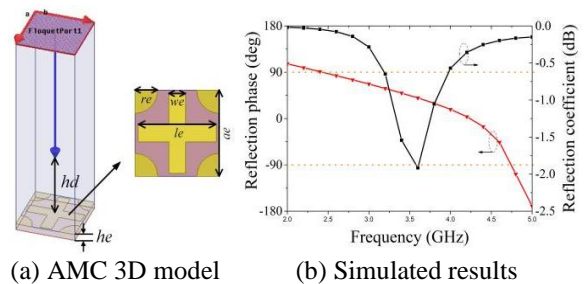 a
b
FloquetPort1
hd
he
re
we
le
ae
180
90
0
-90
-180
Reflection phase (deg)
2.0
2.5
3.0
3.5
4.0
4.5
5.0
Frequency (GHz)
0.0
-0.5
-1.0
-1.5
-2.0
-2.5
Reflection coefficient (dB)
(a) AMC 3D model
(b) Simulated results